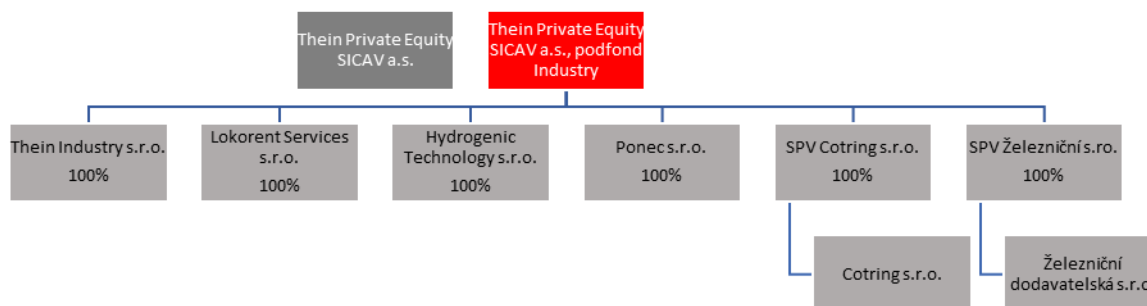 Thein Private Equity
SICAV a.s.
Thein Private Equity
SICAV a.s., podfond
Industry
Thein Industry s.r.o.
100%
Lokorent Services
s.r.o.
100%
Hydrogenic
Technology s.r.o.
100%
Ponec s.r.o.
100%
SPV Cotring s.r.o.
100%
SPV Železniční s.ro.
100%
Cotring s.r.o.
Železniční
dodavatelská s.r.o